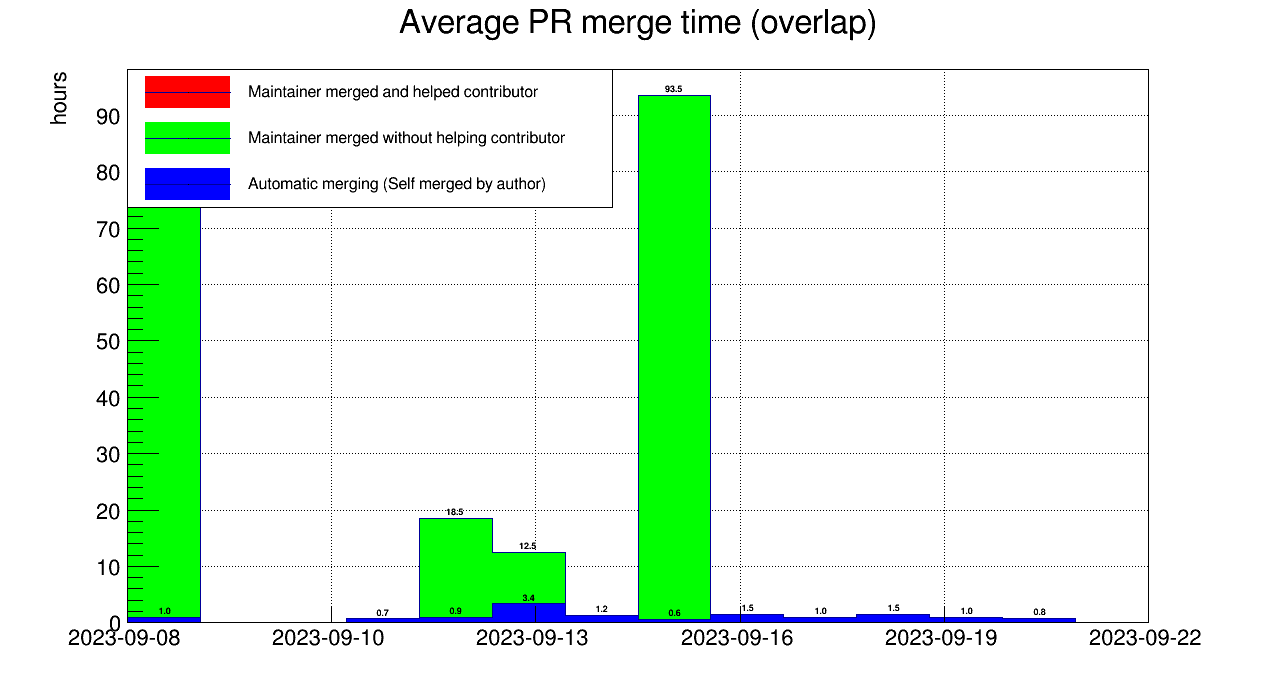 Average PR merge time (overlap)
hours
Maintainer merged and helped contributor
Maintainer merged without helping contributor
Automatic merging (Self merged by author)
93.5
90
80
70
60
50
40
30
20
18.5
12.5
10
3.4
1.0 0.7 0.9 1.2 0.6 1.5 1.0 1.5 1.0 0.8
0
2023-09-08 2023-09-10 2023-09-13 2023-09-16 2023-09-19 2023-09-22